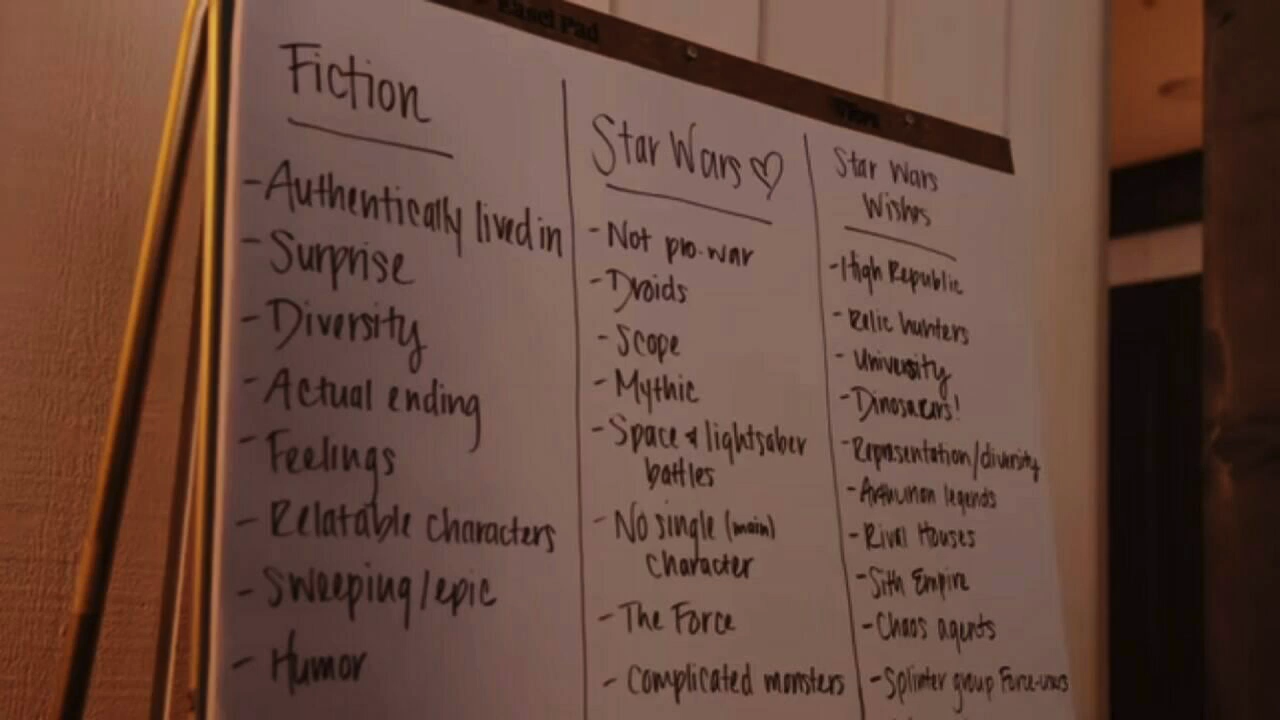 Easel Pad
Fiction
- Authentically lived in
- Surprise
- Diversity
- Actual ending
- Feelings
- Relatable characters
- Sweeping/epic
- Humor
Star Wars ♡
- Not pro-war
- Droids
- Scope
- Mythic
- Space & lightsaber
battles
- No single (main)
character
- The Force
- Complicated monsters
Star Wars
Wishes
- High Republic
- Relic hunters
- University
- Dinosaurs!
- Representation/diversity
- Arthurian legends
- Rival Houses
- Sith Empire
- Chaos agents
- Splinter group Force-users